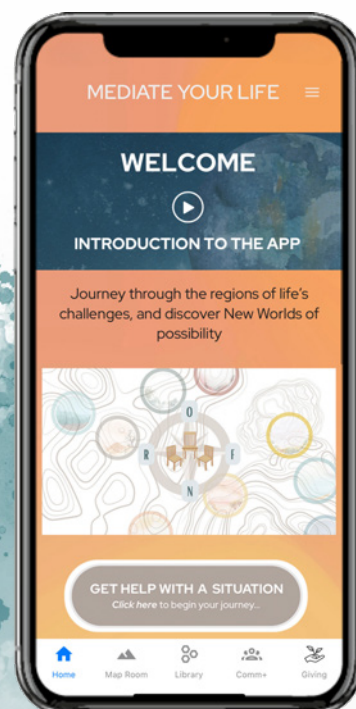 MEDIATE YOUR LIFE
WELCOME
INTRODUCTION TO THE APP
Journey through the regions of life's
challenges, and discover New Worlds of
possibility
O
R F
N
GET HELP WITH A SITUATION
Click here to begin your journey...
Home Map Room Library Comm+ Giving